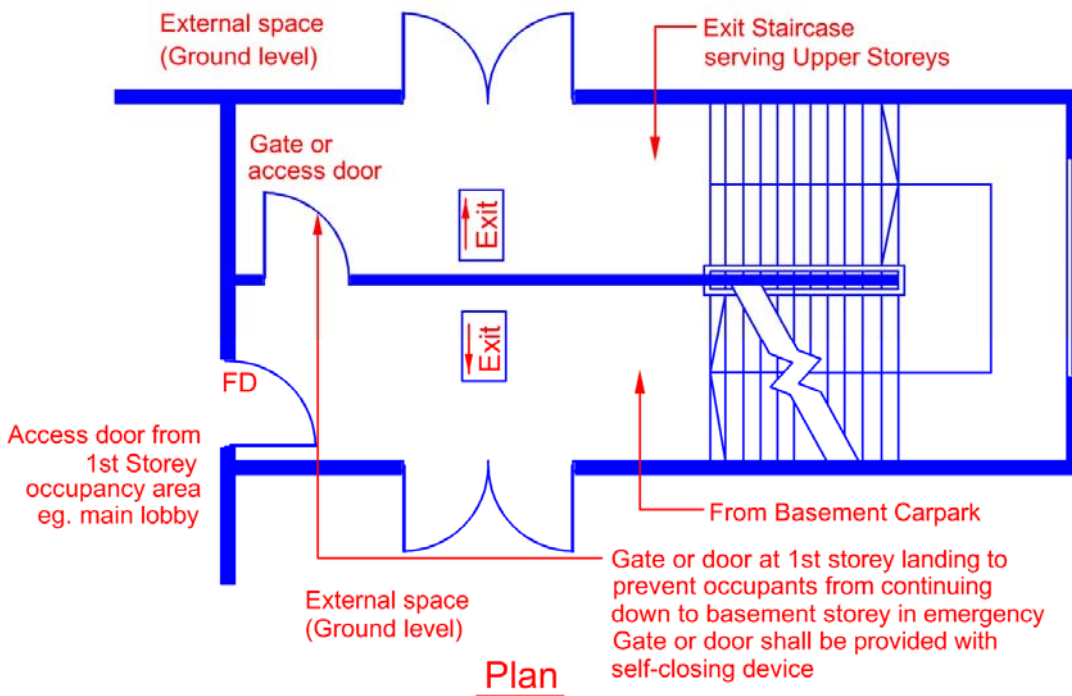 External space
(Ground level)
Exit Staircase
serving Upper Storeys
Gate or
access door
Exit
Exit
FD
Access door from
1st Storey
occupancy area
eg. main lobby
From Basement Carpark
Gate or door at 1st storey landing to
prevent occupants from continuing
down to basement storey in emergency
Gate or door shall be provided with
self-closing device
External space
(Ground level)
Plan